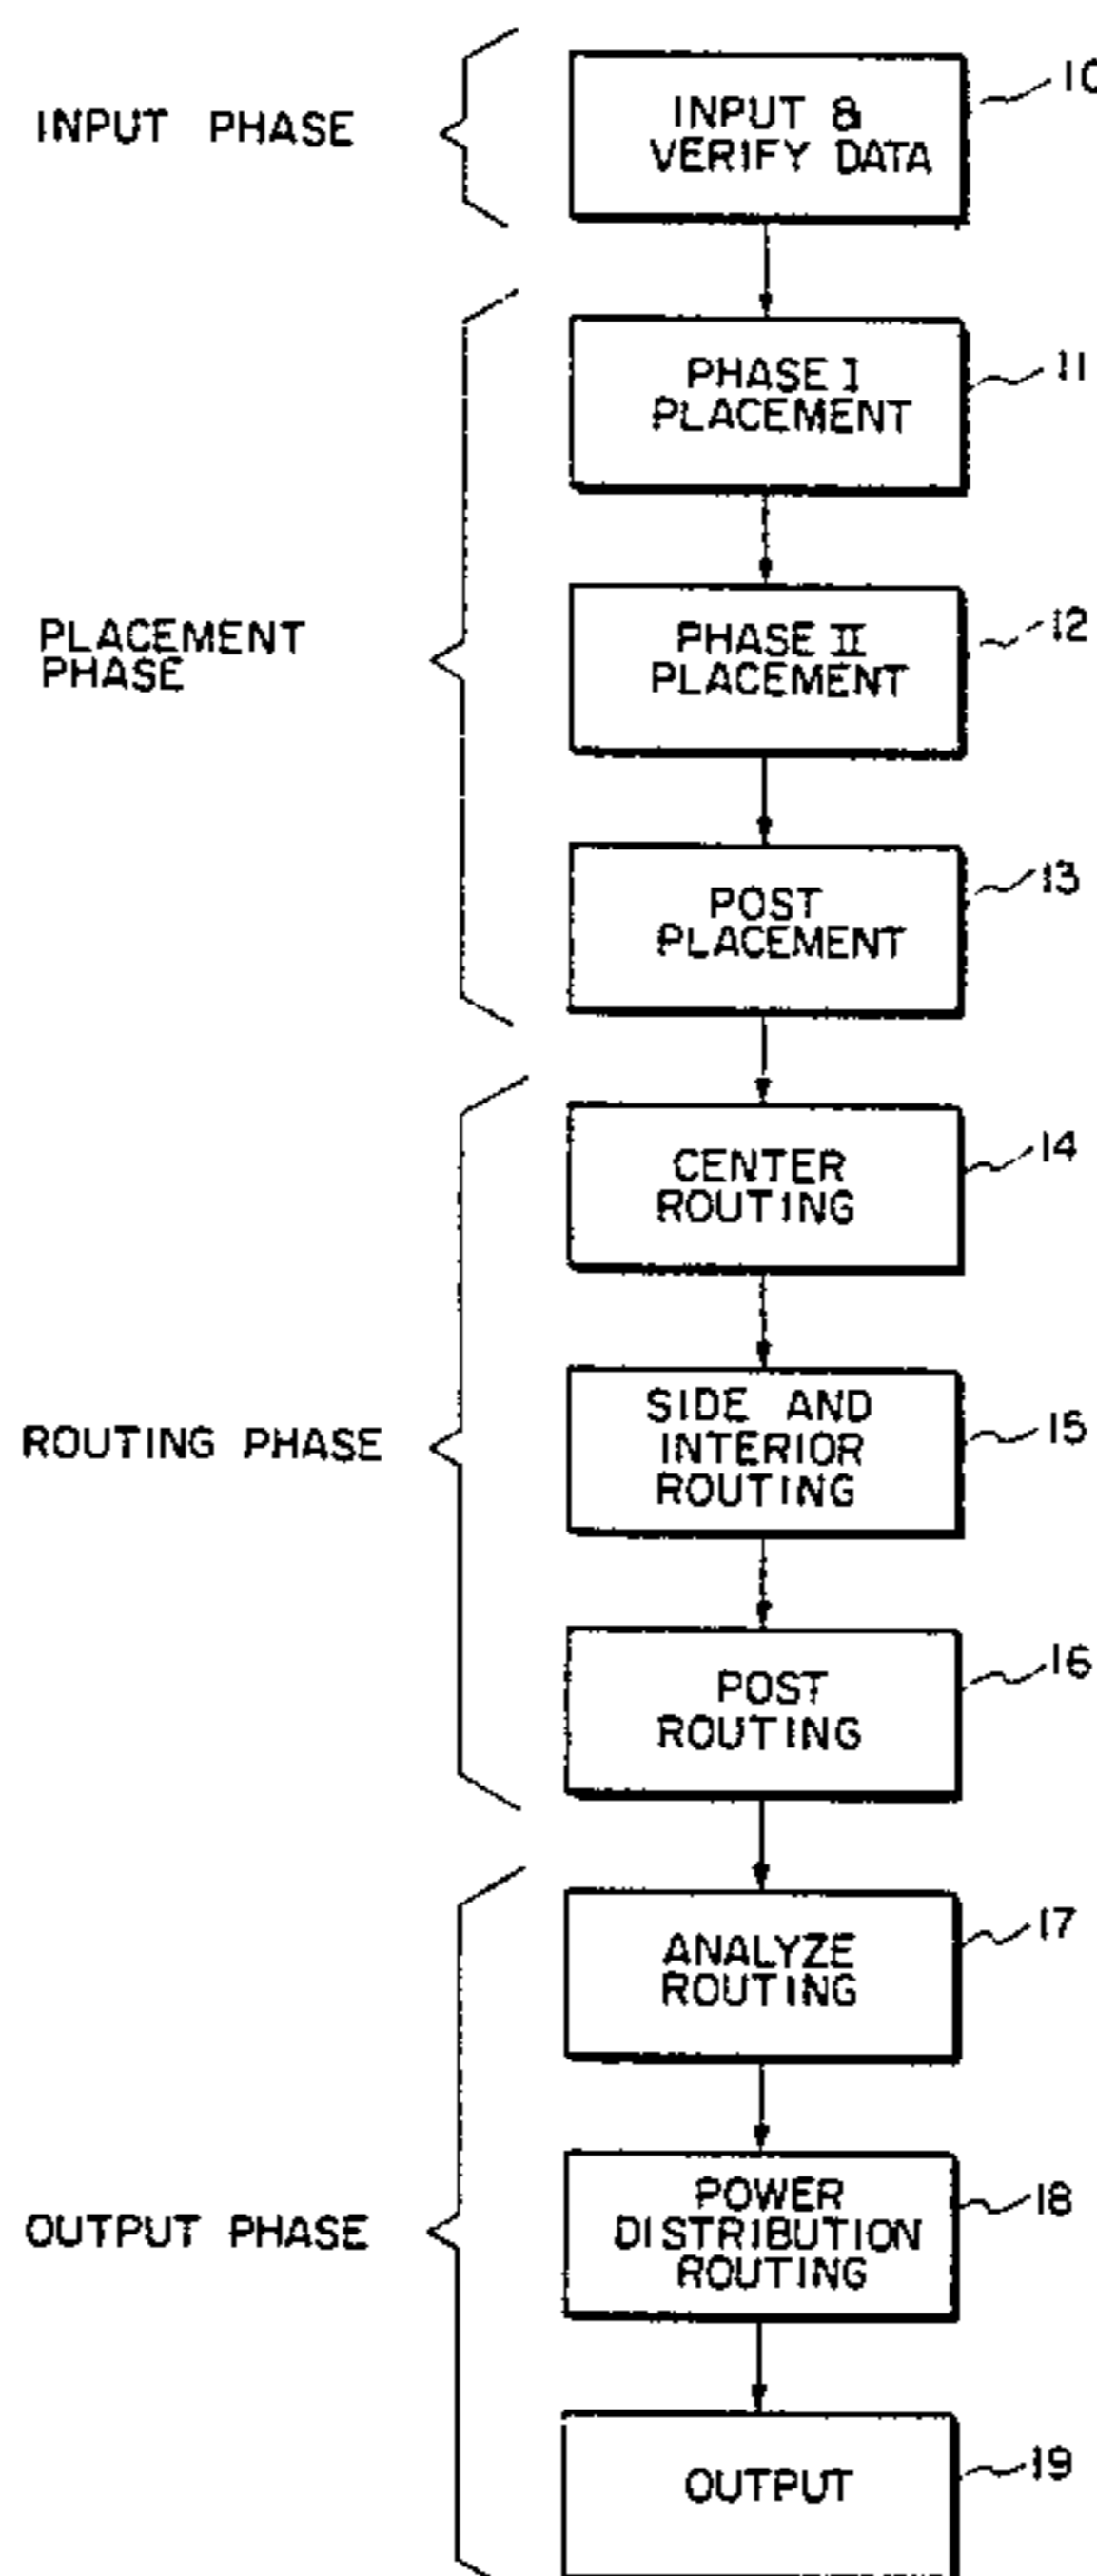 INPUT PHASE
INPUT &
VERIFY DATA
10
PLACEMENT
PHASE
PHASE I
PLACEMENT
11
PHASE II
PLACEMENT
12
POST
PLACEMENT
13
ROUTING PHASE
CENTER
ROUTING
14
SIDE AND
INTERIOR
ROUTING
15
POST
ROUTING
16
OUTPUT PHASE
ANALYZE
ROUTING
17
POWER
DISTRIBUTION
ROUTING
18
OUTPUT
19